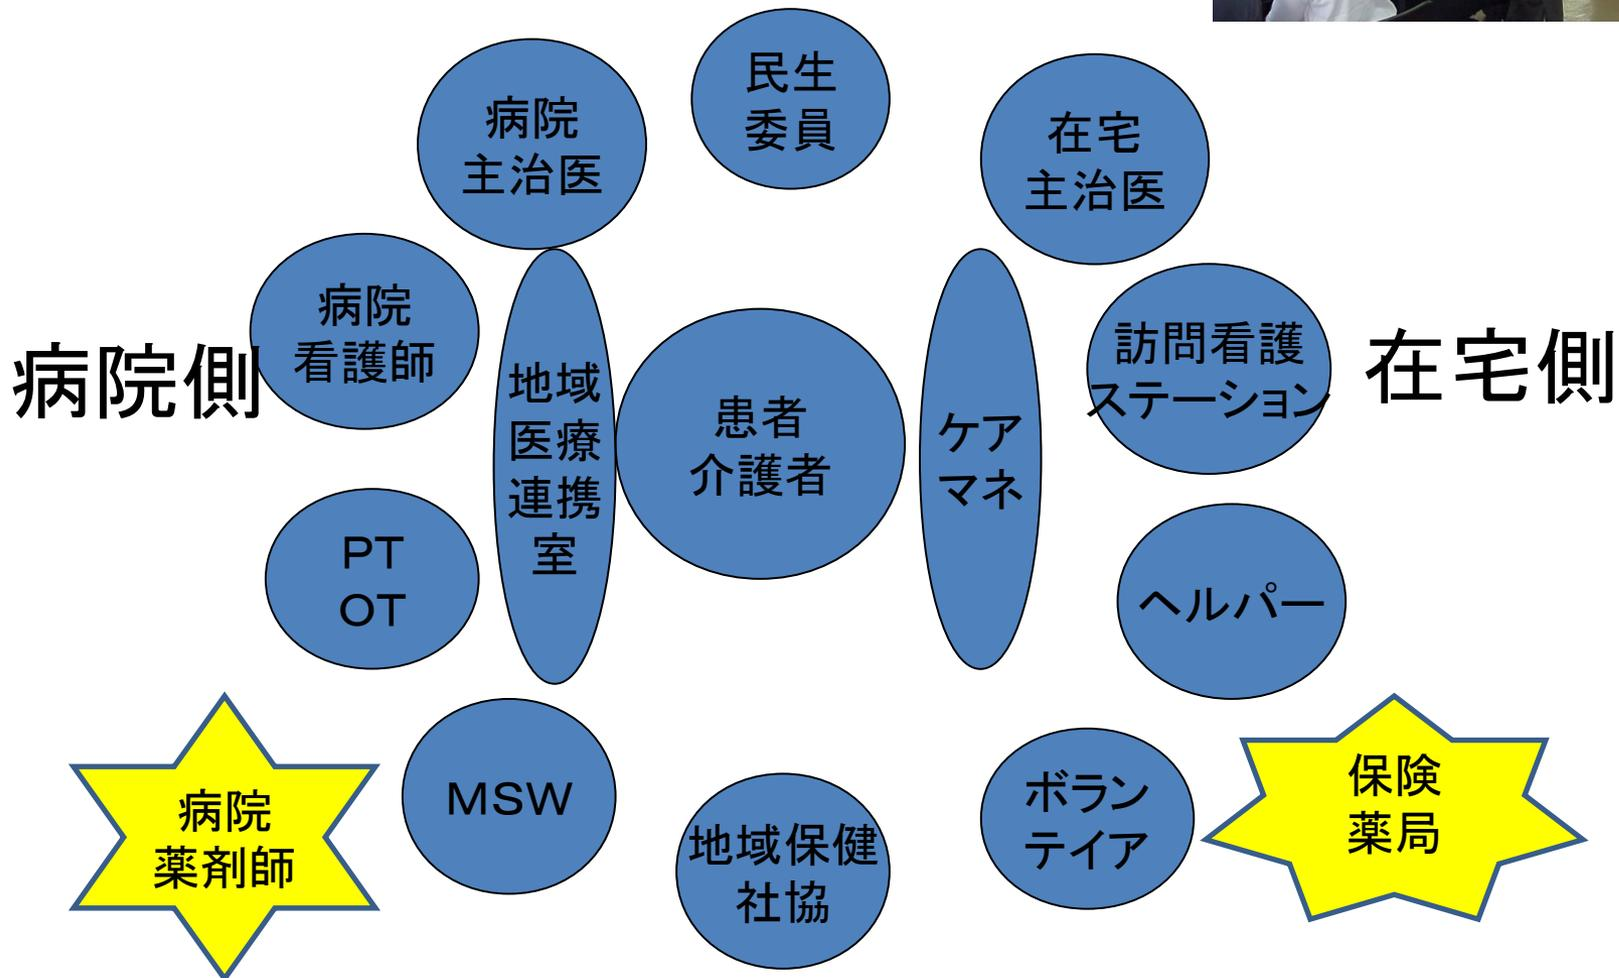 民生
委員
病院
主治医
在宅
主治医
病院
看護師
訪問看護
ステーション
病院側
在宅側
地域
医療
連携
室
患者
介護者
ケア
マネ
PT
OT
ヘルパー
病院
薬剤師
MSW
地域保健
社協
ボラン
テイア
保険
薬局